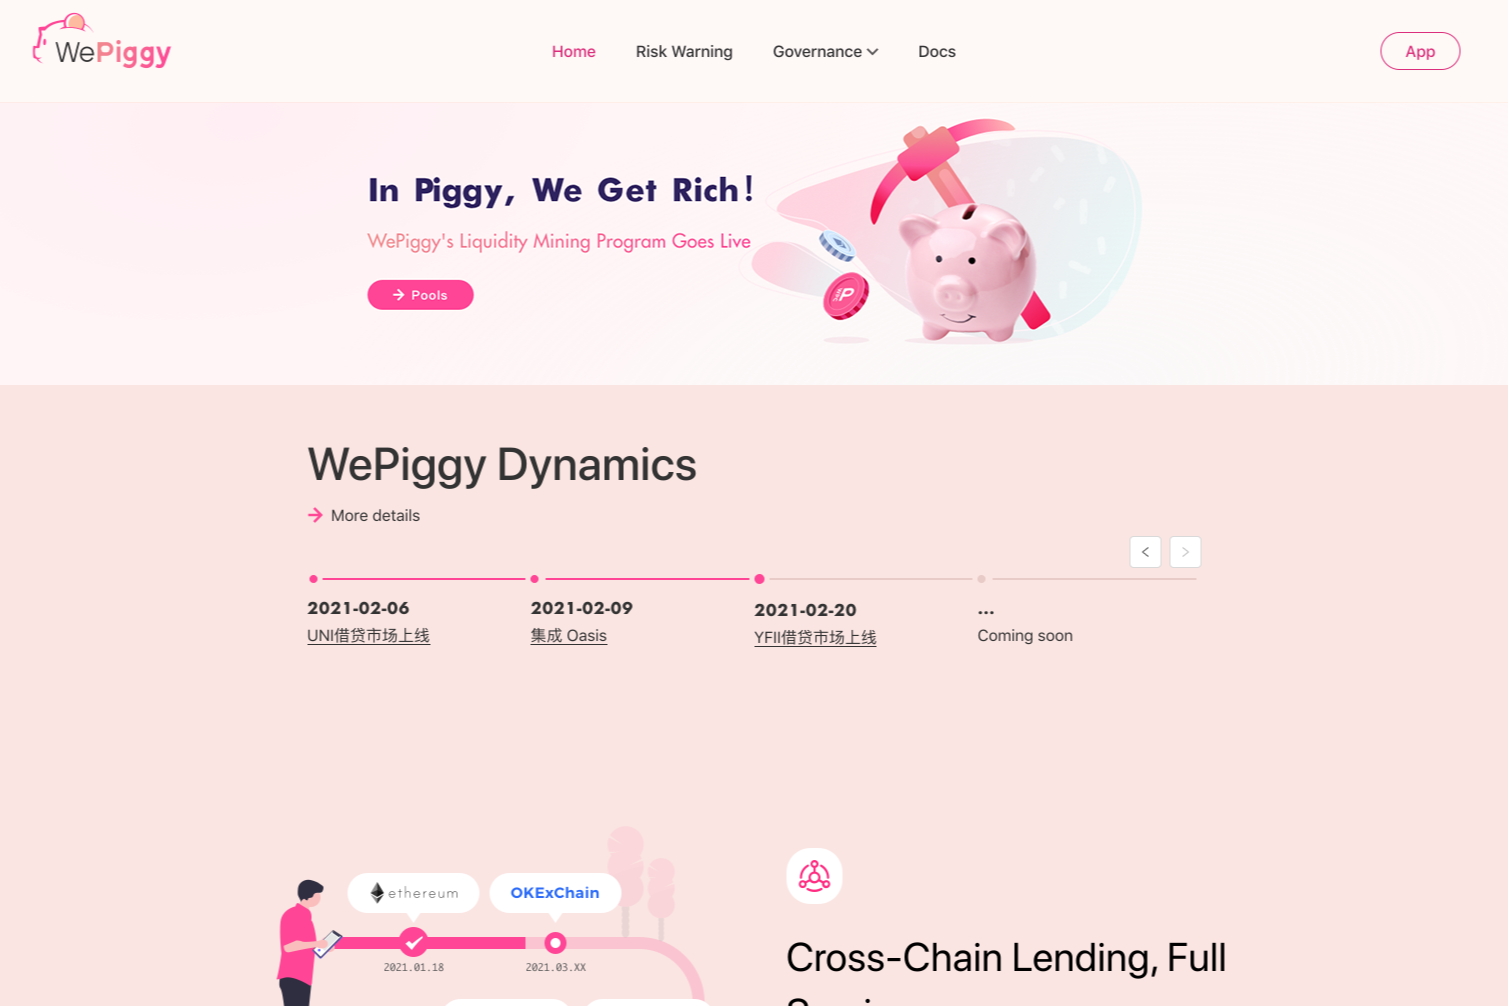 WePiggy
Home
Risk Warning
Governance
Docs
App
In Piggy, We Get Rich!
WePiggy's Liquidity Mining Program Goes Live
Pools
WePiggy Dynamics
More details
2021-02-06
UNI借贷市场上线
2021-02-09
集成 Oasis
2021-02-20
YFII借贷市场上线
...
Coming soon
ethereum
OKExChain
2021.01.18
2021.03.XX
Cross-Chain Lending, Full